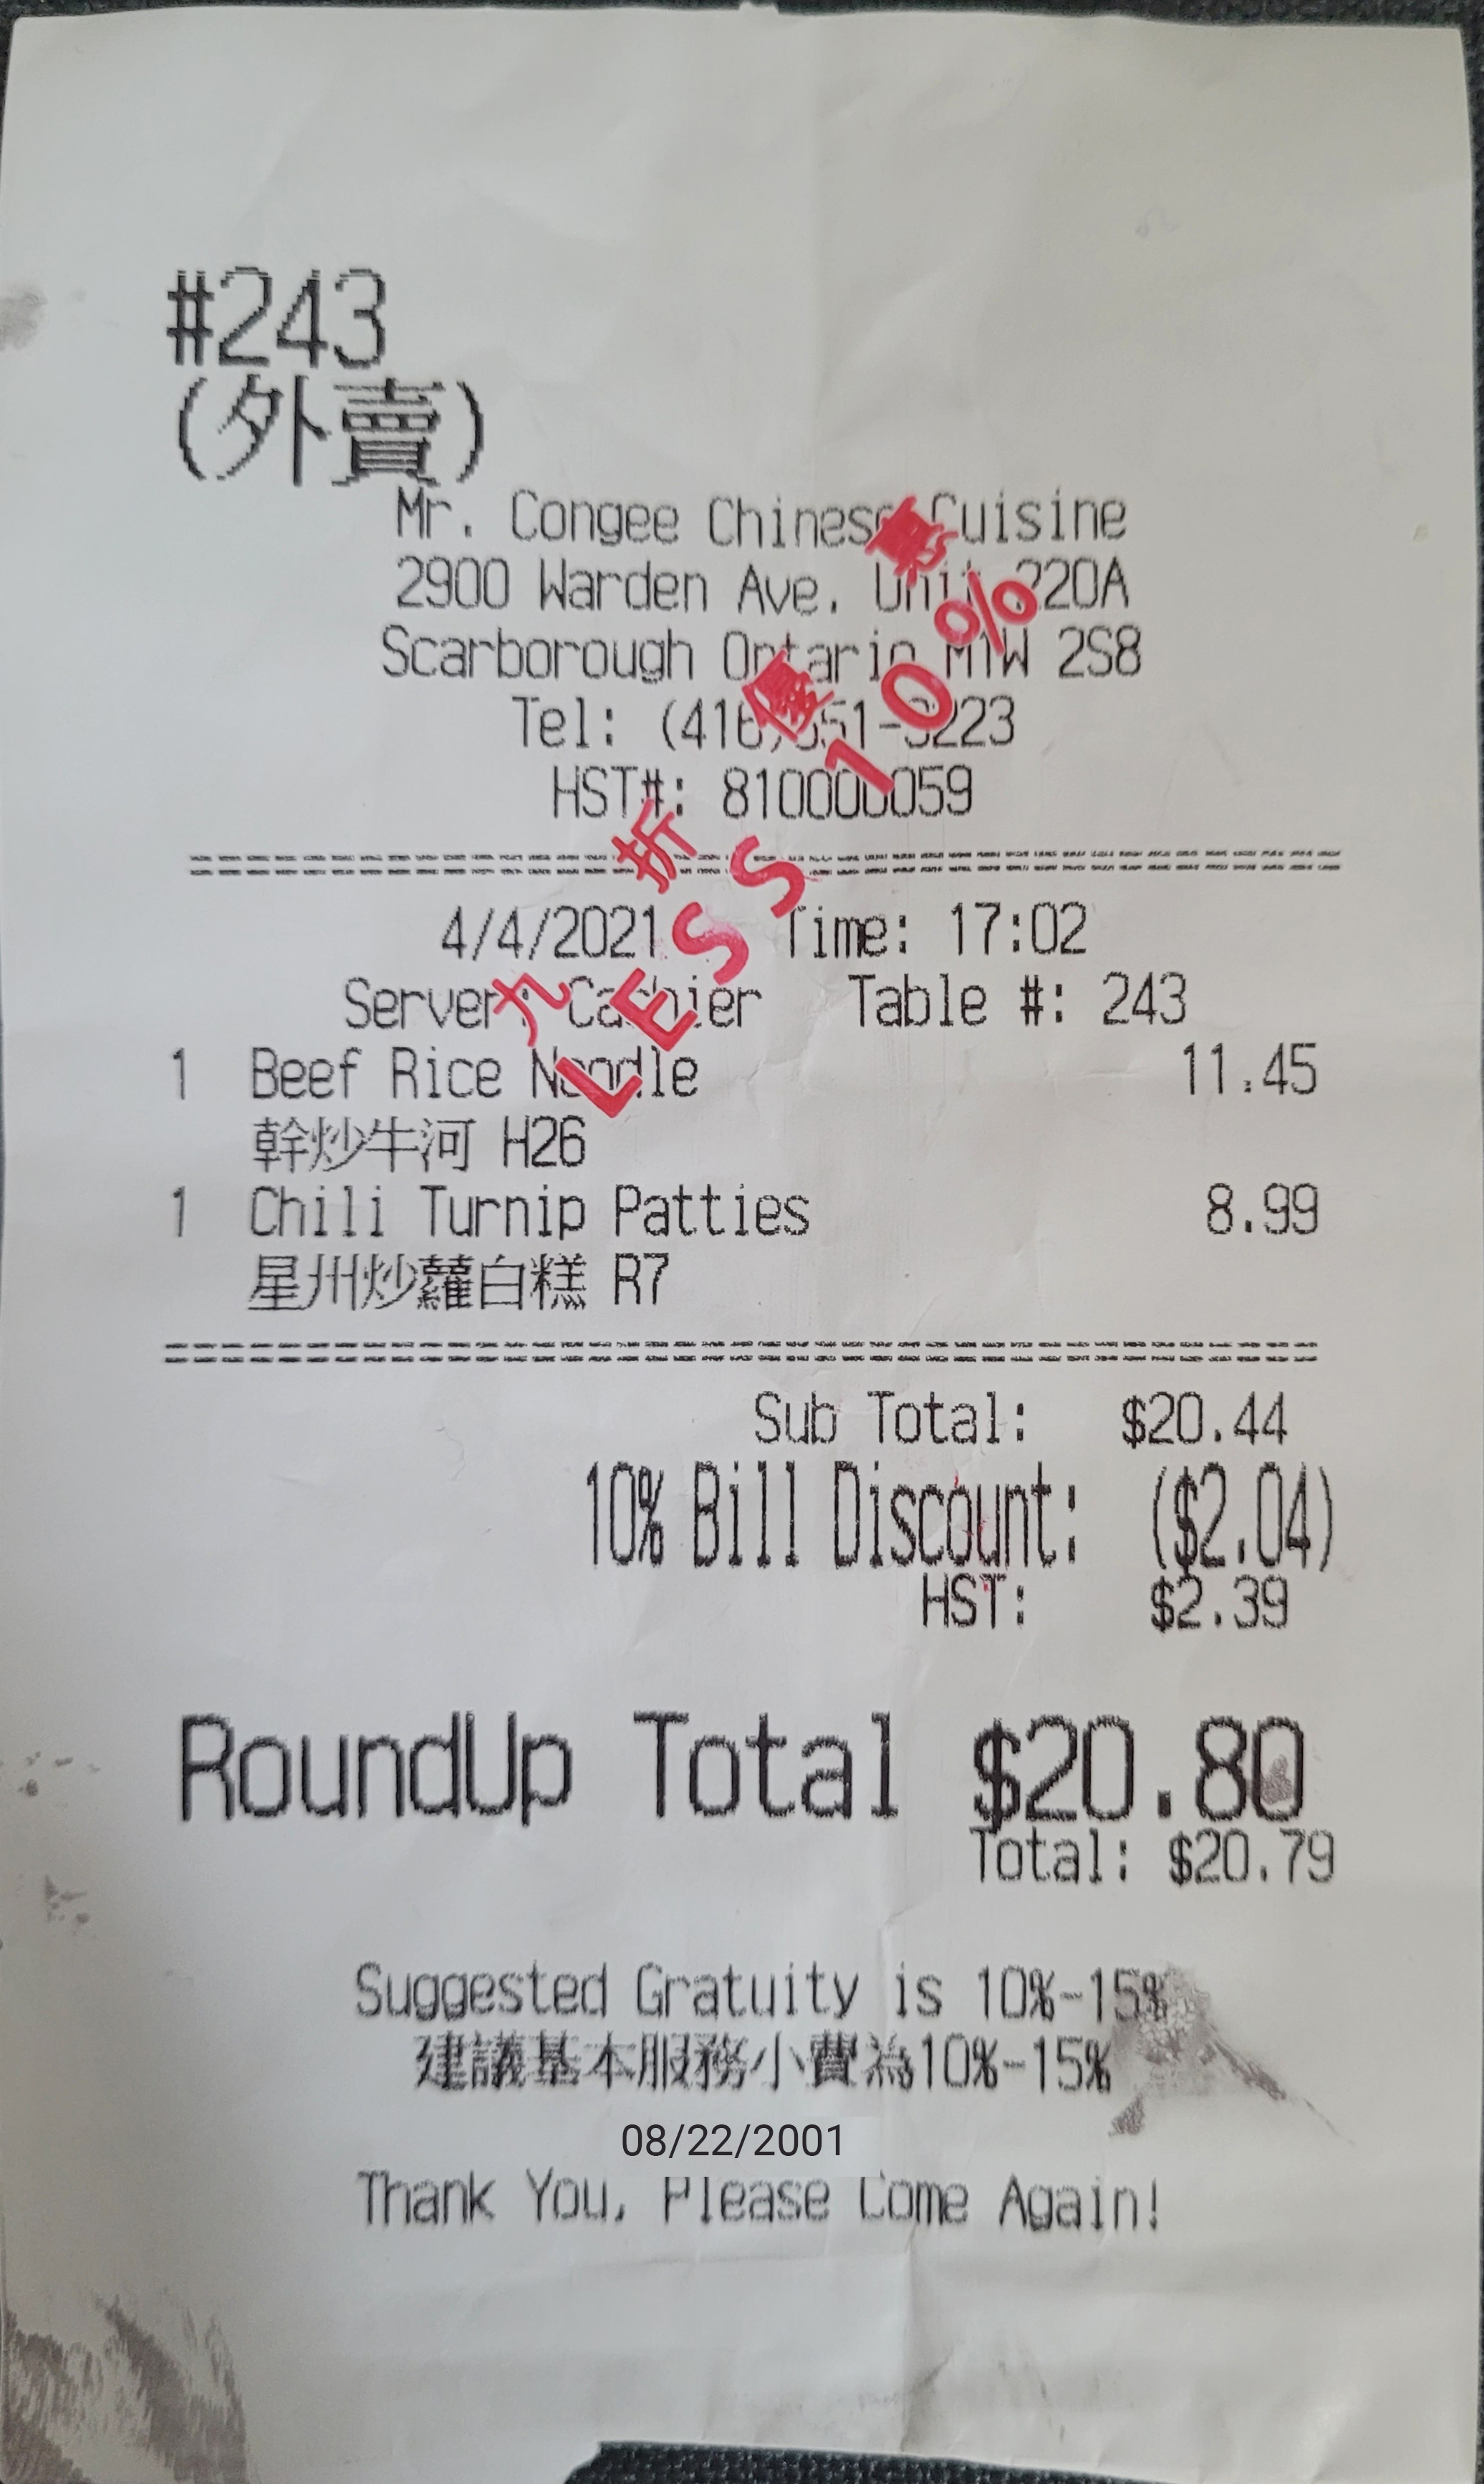 #243
(外賣)
Mr. Congee Chinese Cuisine
2900 Warden Ave. Unit 220A
Scarborough Ontario M1W 2S8
Tel: (416) 223
HST#: 810000059
九折優惠
LESS 10%
4/4/2021 Time: 17:02
Server: Cashier Table #: 243
1 Beef Rice Noodle 11.45
幹炒牛河 H26
1 Chili Turnip Patties 8.99
星州炒蘿白糕 R7
Sub Total: $20.44
10% Bill Discount: ($2.04)
HST: $2.39
RoundUp Total $20.80
Total: $20.79
Suggested Gratuity is 10%-15%
建議基本服務小費為10%-15%
08/22/2001
Thank You, Please Come Again!